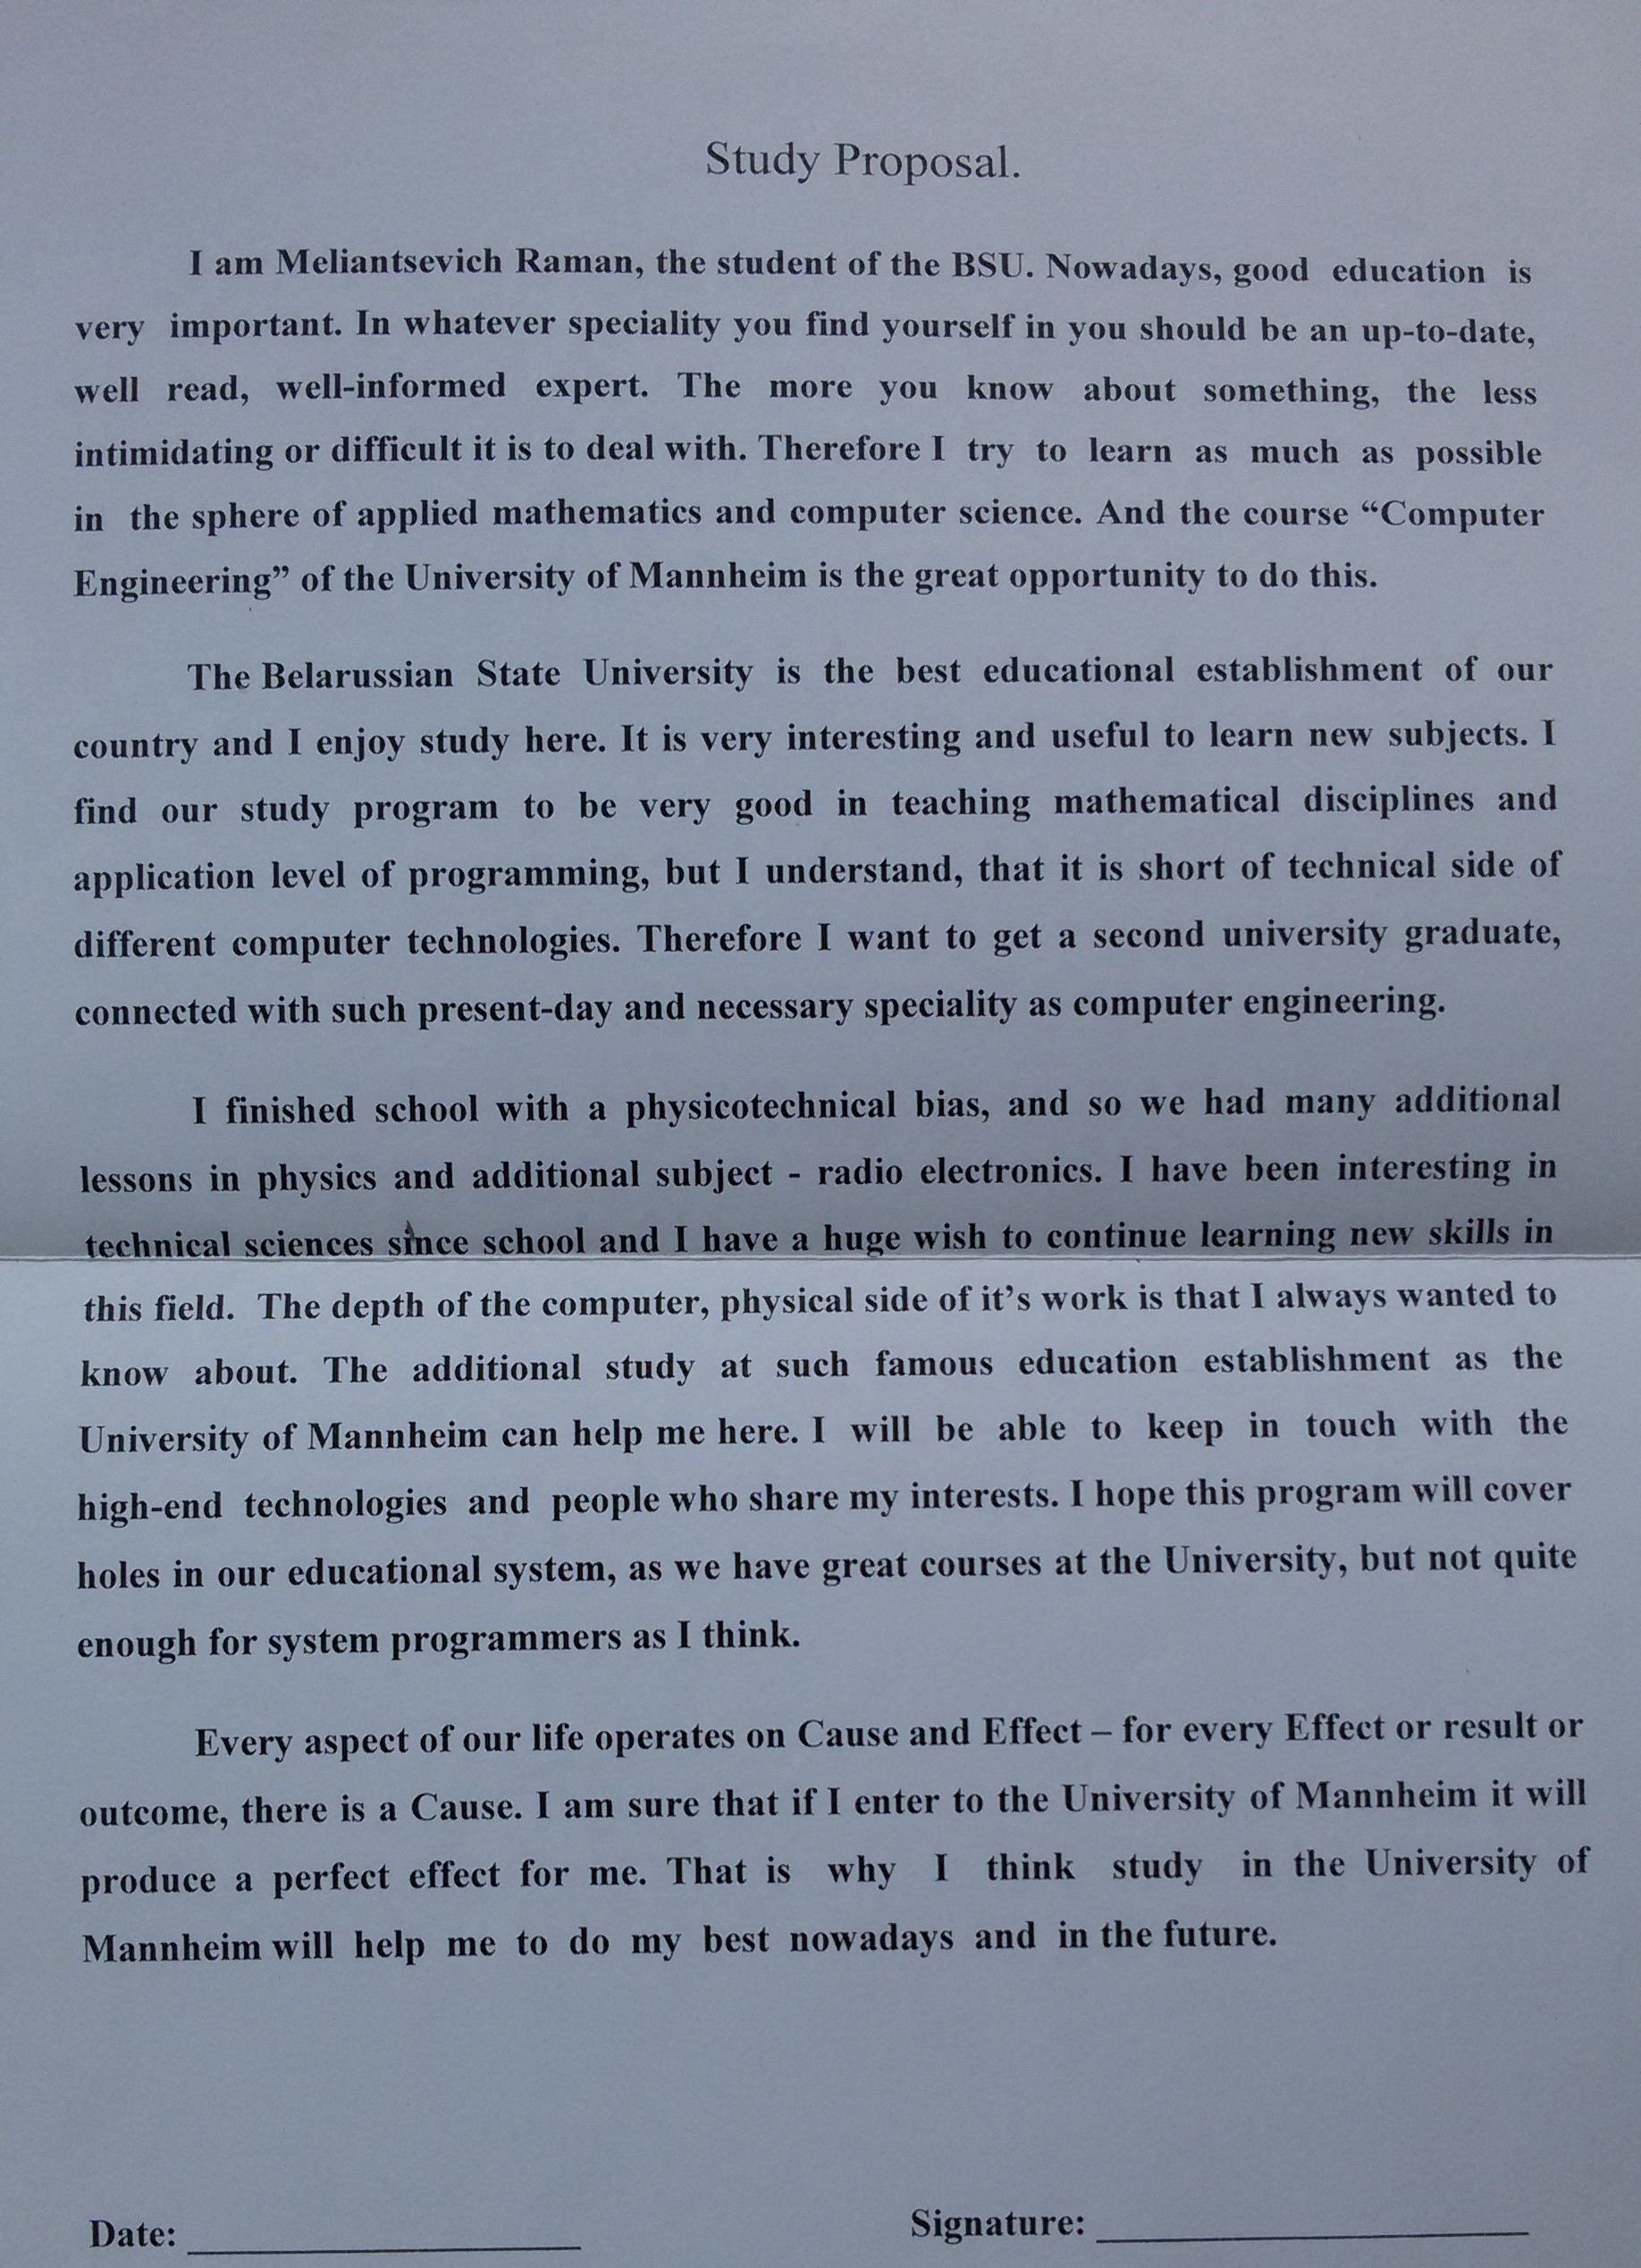 Study Proposal.
I am Meliantsevich Raman, the student of the BSU. Nowadays, good education is
very important. In whatever speciality you find yourself in you should be an up-to-date,
well read, well-informed expert. The more you know about something, the less
intimidating or difficult it is to deal with. Therefore I try to learn as much as possible
in the sphere of applied mathematics and computer science. And the course “Computer
Engineering” of the University of Mannheim is the great opportunity to do this.
The Belarussian State University is the best educational establishment of our
country and I enjoy study here. It is very interesting and useful to learn new subjects. I
find our study program to be very good in teaching mathematical disciplines and
application level of programming, but I understand, that it is short of technical side of
different computer technologies. Therefore I want to get a second university graduate,
connected with such present-day and necessary speciality as computer engineering.
I finished school with a physicotechnical bias, and so we had many additional
lessons in physics and additional subject - radio electronics. I have been interesting in
technical sciences since school and I have a huge wish to continue learning new skills in
this field. The depth of the computer, physical side of it’s work is that I always wanted to
know about. The additional study at such famous education establishment as the
University of Mannheim can help me here. I will be able to keep in touch with the
high-end technologies and people who share my interests. I hope this program will cover
holes in our educational system, as we have great courses at the University, but not quite
enough for system programmers as I think.
Every aspect of our life operates on Cause and Effect – for every Effect or result or
outcome, there is a Cause. I am sure that if I enter to the University of Mannheim it will
produce a perfect effect for me. That is why I think study in the University of
Mannheim will help me to do my best nowadays and in the future.
Date: Signature: